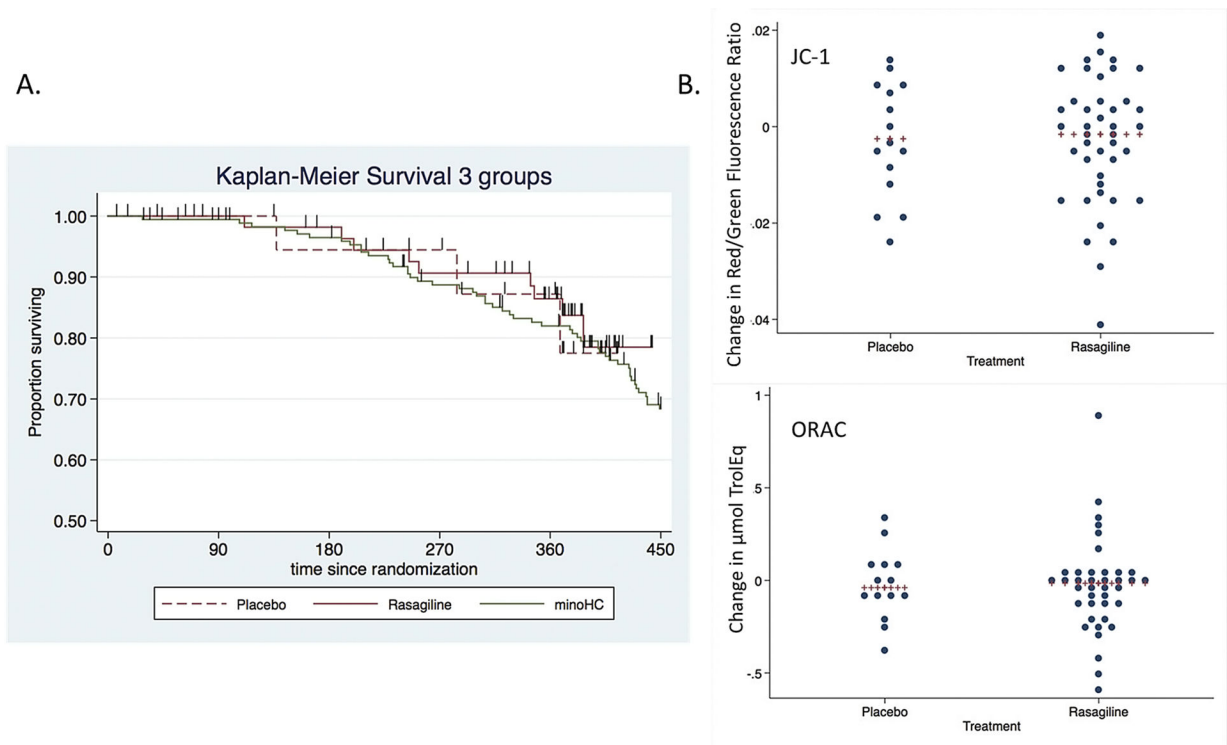 A.
Kaplan-Meier Survival 3 groups
Proportion surviving
1.00
0.90
0.80
0.70
0.60
0.50
0 90 180 270 360 450
time since randomization
Placebo Rasagiline minoHC
B.
JC-1
Change in Red/Green Fluorescence Ratio
.02
0
.02
.04
Placebo Rasagiline
Treatment
ORAC
Change in µmol TrolEq
1
.5
0
-.5
Placebo Rasagiline
Treatment